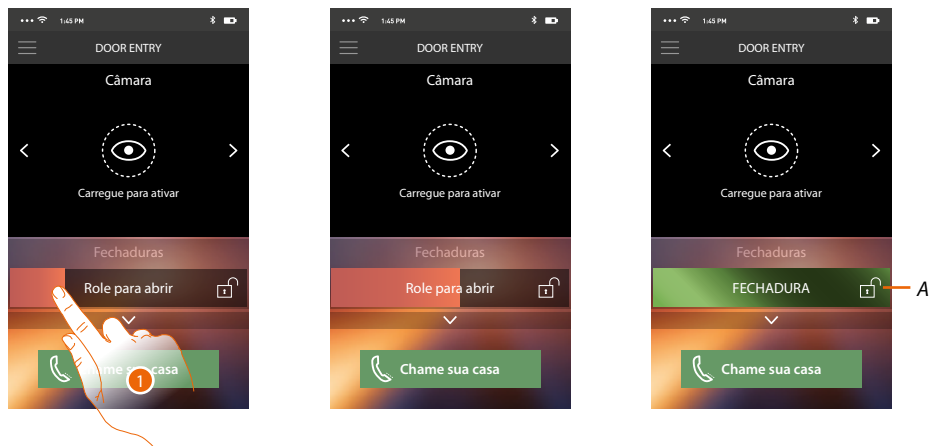 1:45 PM
DOOR ENTRY
Câmara
Carregue para ativar
Fechaduras
Role para abrir
Chame sua casa
1
1:45 PM
DOOR ENTRY
Câmara
Carregue para ativar
Fechaduras
Role para abrir
Chame sua casa
1:45 PM
DOOR ENTRY
Câmara
Carregue para ativar
Fechaduras
FECHADURA
A
Chame sua casa